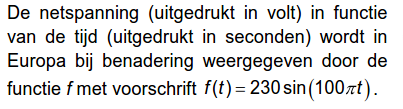 De netspanning (uitgedrukt in volt) in functie
van de tijd (uitgedrukt in seconden) wordt in
Europa bij benadering weergegeven door de
functie f met voorschrift f(t) = 230 sin(100πt).